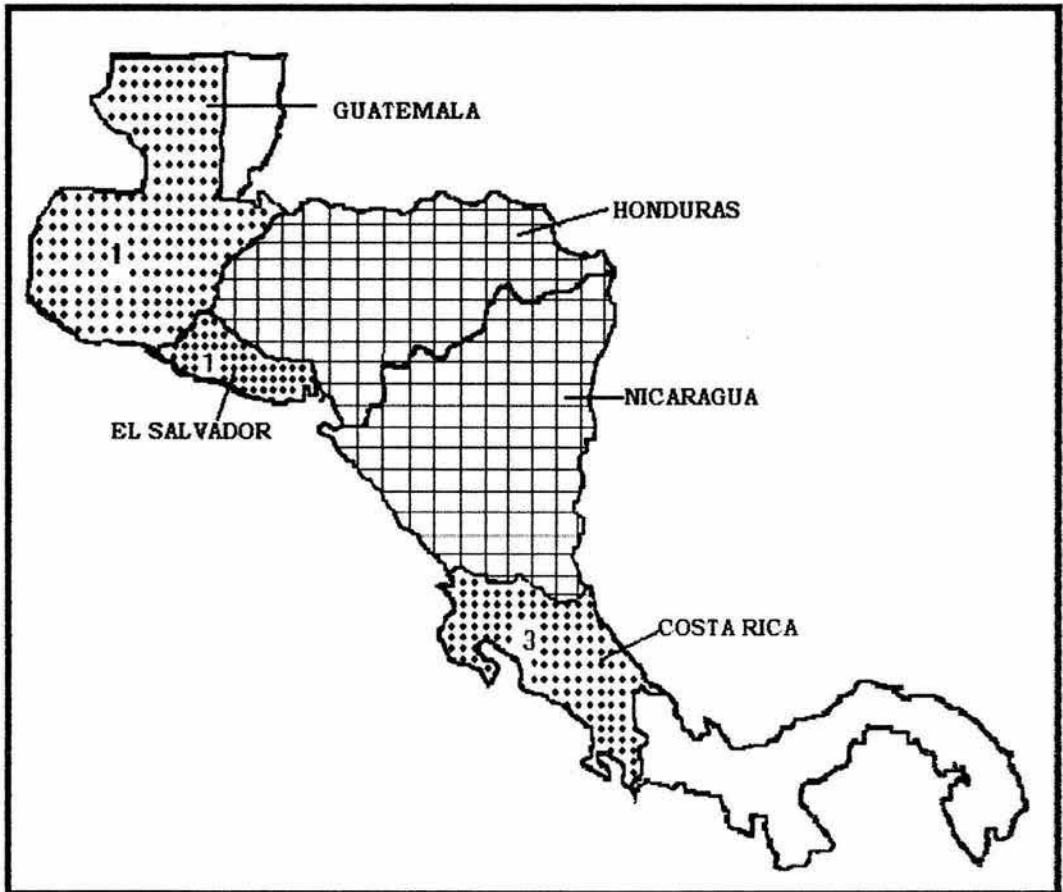 GUATEMALA
HONDURAS
1
1
NICARAGUA
EL SALVADOR
COSTA RICA
3